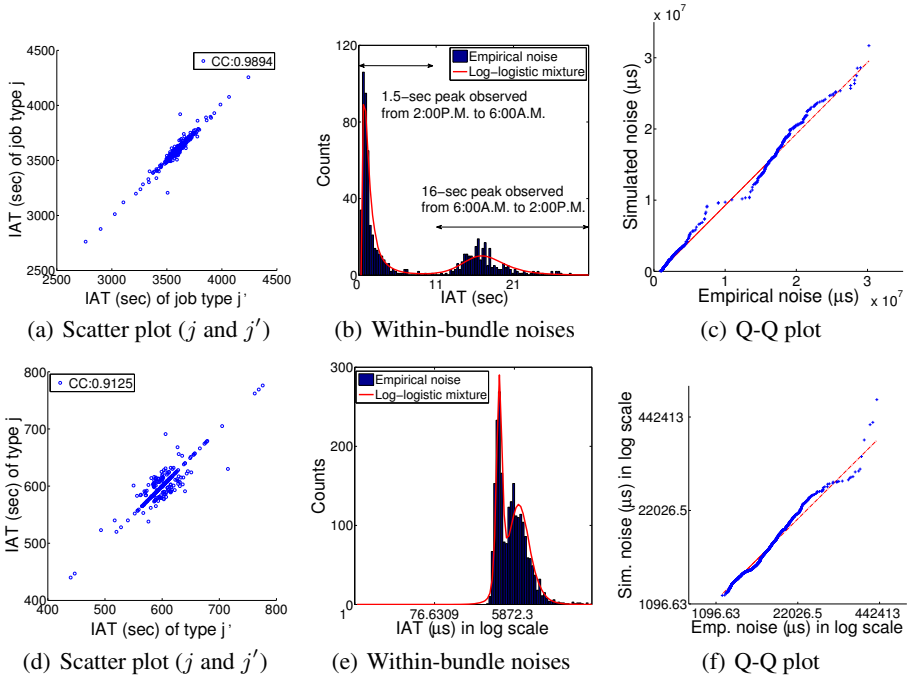 4500
4000
3500
3000
2500
2500 3000 3500 4000 4500
CC:0.9894
IAT (sec) of job type j
IAT (sec) of job type j'
(a) Scatter plot (j and j′)
120
80
40
0
0 11 21
Empirical noise
Log−logistic mixture
1.5−sec peak observed
from 2:00P.M. to 6:00A.M.
16−sec peak observed
from 6:00A.M. to 2:00P.M.
Counts
IAT (sec)
(b) Within-bundle noises
x 10^7
3
2
1
0
0 1 2 3
x 10^7
Simulated noise (μs)
Empirical noise (μs)
(c) Q-Q plot
800
700
600
500
400
400 500 600 700 800
CC:0.9125
IAT (sec) of type j
IAT (sec) of type j'
(d) Scatter plot (j and j′)
300
200
100
0
1 76.6309 5872.3
Empirical noise
Log−logistic mixture
Counts
IAT (μs) in log scale
(e) Within-bundle noises
442413
22026.5
1096.63
1096.63 22026.5 442413
Sim. noise (μs) in log scale
Emp. noise (μs) in log scale
(f) Q-Q plot